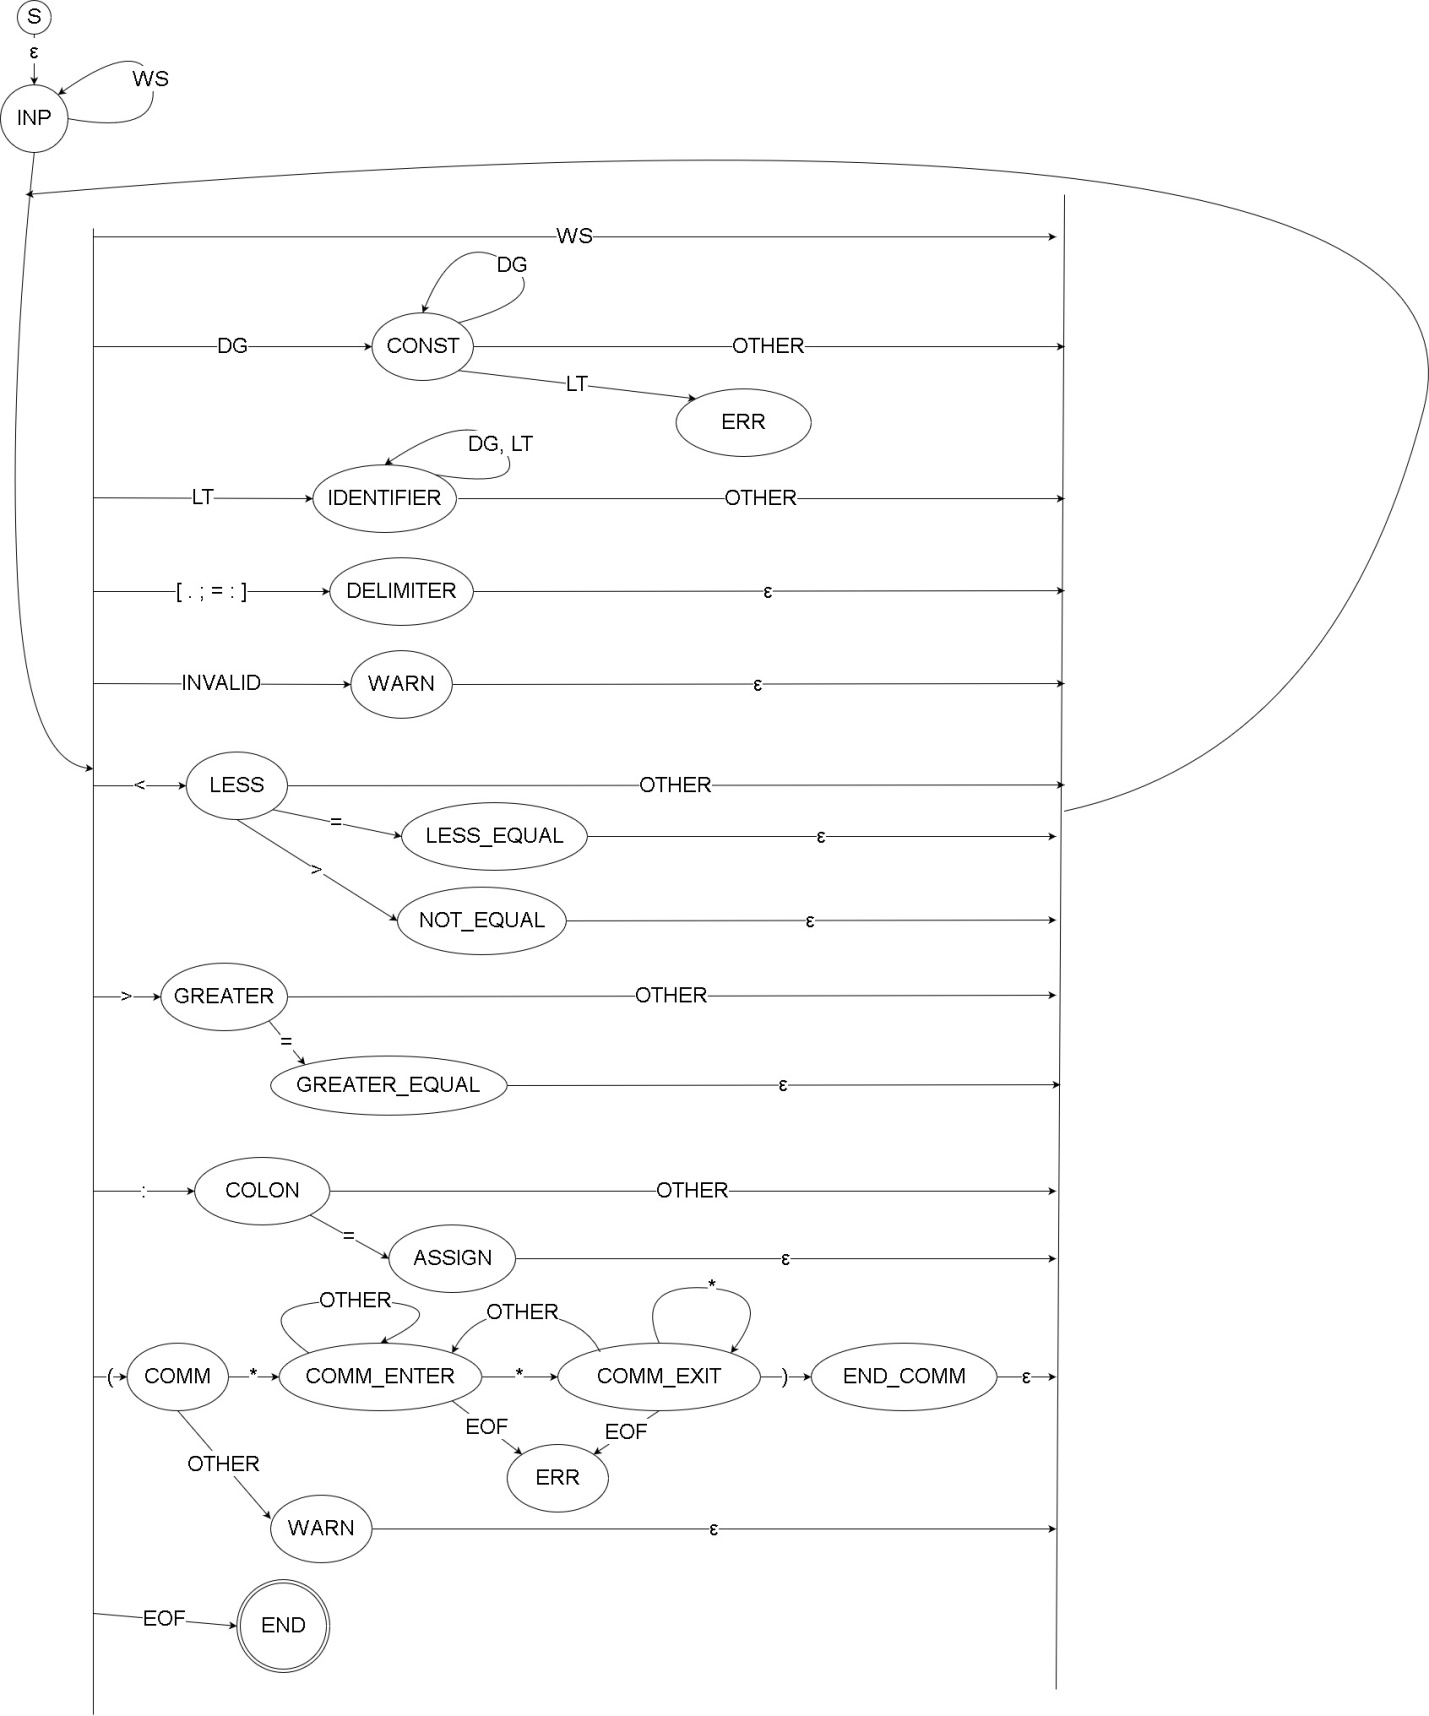 S
ε
WS
INP
WS
DG
DG
CONST
OTHER
LT
ERR
DG, LT
LT
IDENTIFIER
OTHER
[ . ; = : ]
DELIMITER
ε
INVALID
WARN
ε
<
LESS
OTHER
=
LESS_EQUAL
ε
>
NOT_EQUAL
ε
>
GREATER
OTHER
=
GREATER_EQUAL
ε
:
COLON
OTHER
=
ASSIGN
ε
OTHER
OTHER
*
(
COMM
*
COMM_ENTER
*
COMM_EXIT
)
END_COMM
ε
EOF
EOF
OTHER
ERR
WARN
ε
EOF
END